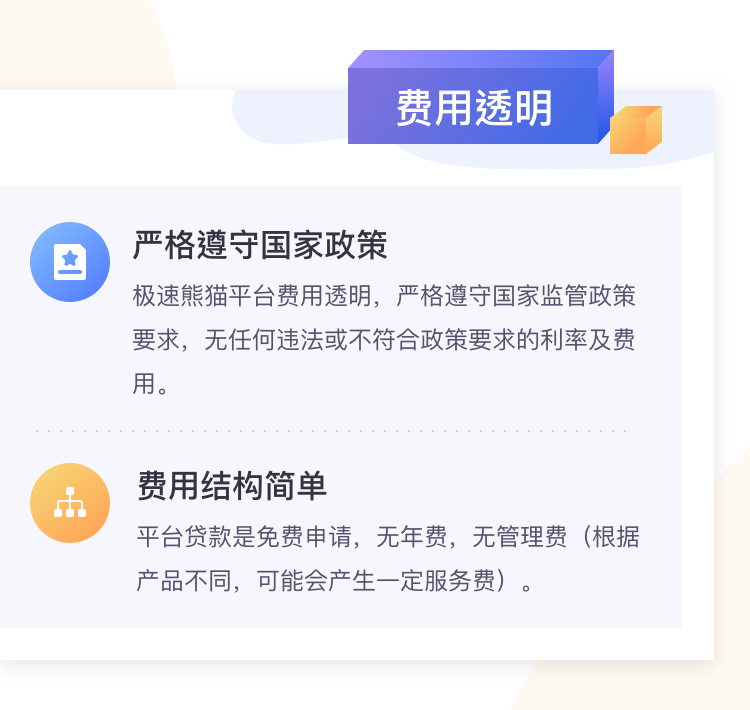 费用透明
严格遵守国家政策
极速熊猫平台费用透明，严格遵守国家监管政策
要求，无任何违法或不符合政策要求的利率及费
用。
费用结构简单
平台贷款是免费申请，无年费，无管理费（根据
产品不同，可能会产生一定服务费）。